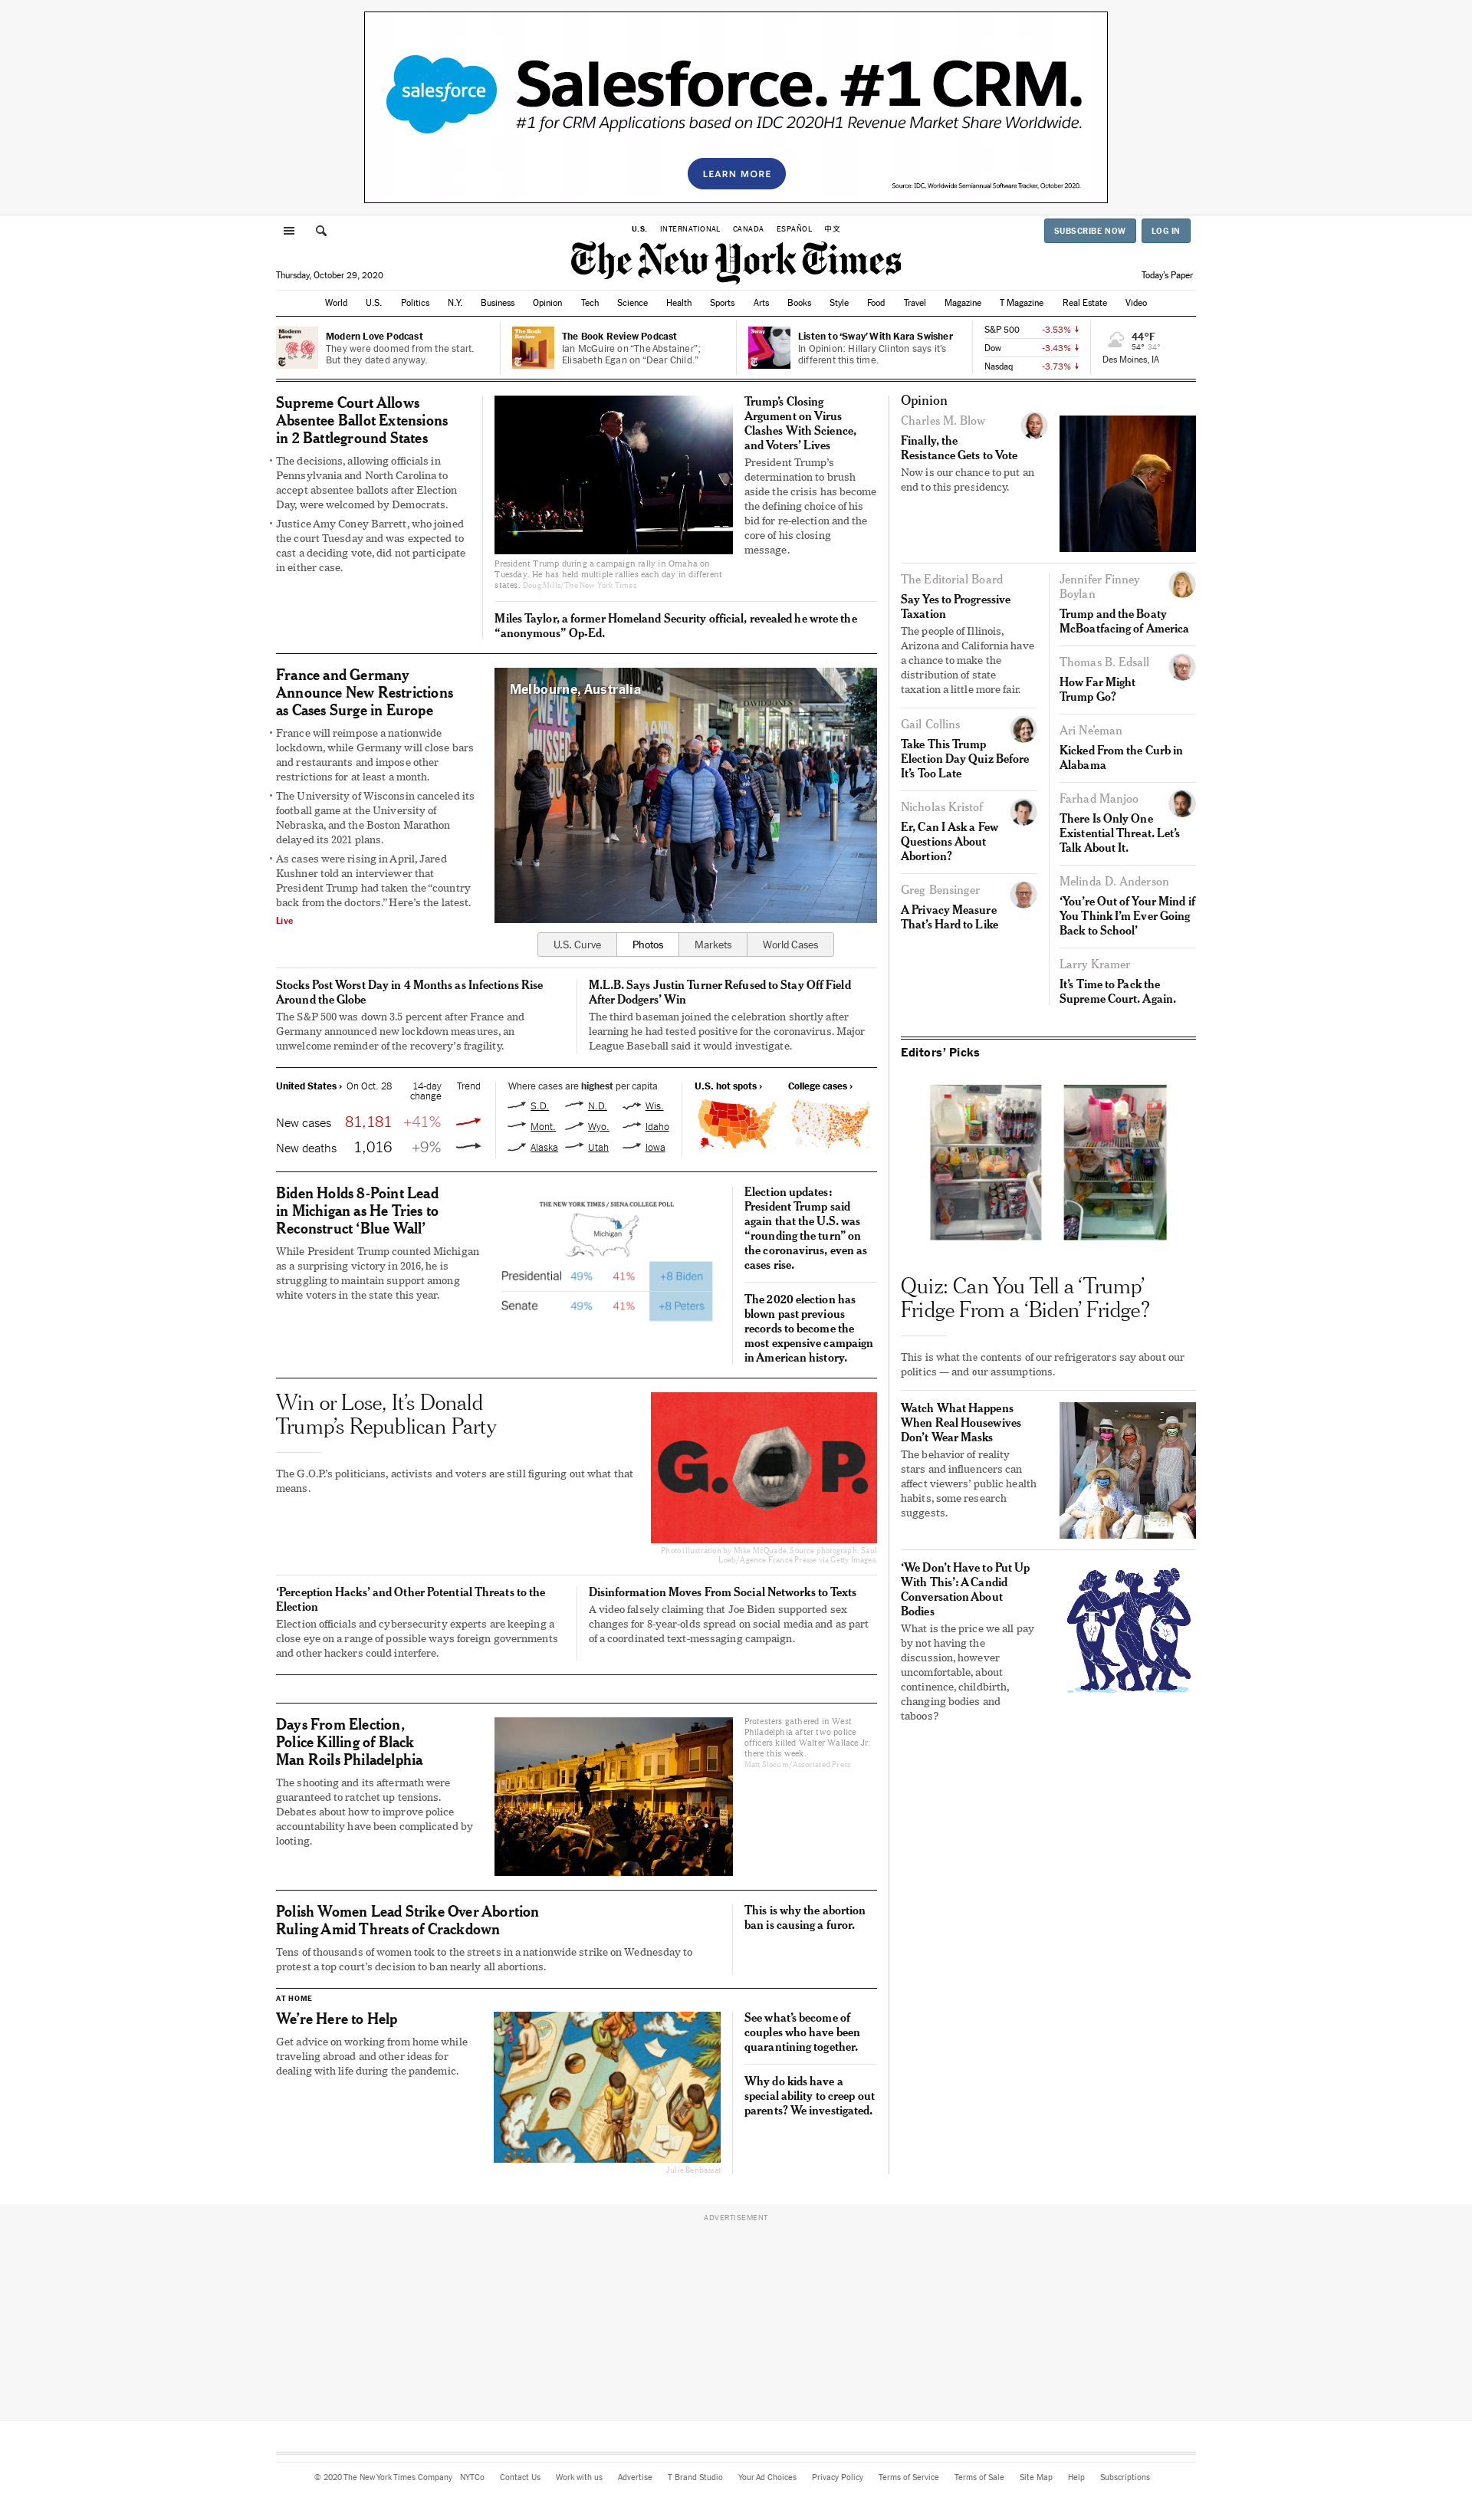 salesforce
Salesforce. #1 CRM.
#1 for CRM Applications based on IDC 2020H1 Revenue Market Share Worldwide.
LEARN MORE
Source: IDC, Worldwide Semiannual Software Tracker, October 2020.
U.S. INTERNATIONAL CANADA ESPAÑOL 中文
SUBSCRIBE NOW LOG IN
The New York Times
Thursday, October 29, 2020
Today's Paper
World U.S. Politics N.Y. Business Opinion Tech Science Health Sports Arts Books Style Food Travel Magazine T Magazine Real Estate Video
Modern Love
Modern Love Podcast
They were doomed from the start.
But they dated anyway.
The Book Review
The Book Review Podcast
Ian McGuire on “The Abstainer”;
Elisabeth Egan on “Dear Child.”
Sway
Listen to ‘Sway’ With Kara Swisher
In Opinion: Hillary Clinton says it's
different this time.
S&P 500 -3.53%
Dow -3.43%
Nasdaq -3.73%
44°F
54° 34°
Des Moines, IA
Supreme Court Allows
Absentee Ballot Extensions
in 2 Battleground States
• The decisions, allowing officials in
Pennsylvania and North Carolina to
accept absentee ballots after Election
Day, were welcomed by Democrats.
• Justice Amy Coney Barrett, who joined
the court Tuesday and was expected to
cast a deciding vote, did not participate
in either case.
President Trump during a campaign rally in Omaha on
Tuesday. He has held multiple rallies each day in different
states. Doug Mills/The New York Times
Trump's Closing
Argument on Virus
Clashes With Science,
and Voters' Lives
President Trump's
determination to brush
aside the crisis has become
the defining choice of his
bid for re-election and the
core of his closing
message.
Miles Taylor, a former Homeland Security official, revealed he wrote the
“anonymous” Op-Ed.
France and Germany
Announce New Restrictions
as Cases Surge in Europe
• France will reimpose a nationwide
lockdown, while Germany will close bars
and restaurants and impose other
restrictions for at least a month.
• The University of Wisconsin canceled its
football game at the University of
Nebraska, and the Boston Marathon
delayed its 2021 plans.
• As cases were rising in April, Jared
Kushner told an interviewer that
President Trump had taken the “country
back from the doctors.” Here's the latest.
Live
Melbourne, Australia
DAVID JONES
U.S. Curve Photos Markets World Cases
Stocks Post Worst Day in 4 Months as Infections Rise
Around the Globe
The S&P 500 was down 3.5 percent after France and
Germany announced new lockdown measures, an
unwelcome reminder of the recovery's fragility.
M.L.B. Says Justin Turner Refused to Stay Off Field
After Dodgers' Win
The third baseman joined the celebration shortly after
learning he had tested positive for the coronavirus. Major
League Baseball said it would investigate.
United States › On Oct. 28 14-day change Trend
New cases 81,181 +41%
New deaths 1,016 +9%
Where cases are highest per capita
S.D. N.D. Wis.
Mont. Wyo. Idaho
Alaska Utah Iowa
U.S. hot spots › College cases ›
Biden Holds 8-Point Lead
in Michigan as He Tries to
Reconstruct ‘Blue Wall’
While President Trump counted Michigan
as a surprising victory in 2016, he is
struggling to maintain support among
white voters in the state this year.
THE NEW YORK TIMES / SIENA COLLEGE POLL
Michigan
Presidential 49% 41% +8 Biden
Senate 49% 41% +8 Peters
Election updates:
President Trump said
again that the U.S. was
“rounding the turn” on
the coronavirus, even as
cases rise.
The 2020 election has
blown past previous
records to become the
most expensive campaign
in American history.
Win or Lose, It's Donald
Trump's Republican Party
The G.O.P.'s politicians, activists and voters are still figuring out what that
means.
G.O.P.
Photo illustration by Mike McQuade. Source photograph: Saul
Loeb/Agence France Presse via Getty Images.
‘Perception Hacks’ and Other Potential Threats to the
Election
Election officials and cybersecurity experts are keeping a
close eye on a range of possible ways foreign governments
and other hackers could interfere.
Disinformation Moves From Social Networks to Texts
A video falsely claiming that Joe Biden supported sex
changes for 8-year-olds spread on social media and as part
of a coordinated text-messaging campaign.
Days From Election,
Police Killing of Black
Man Roils Philadelphia
The shooting and its aftermath were
guaranteed to ratchet up tensions.
Debates about how to improve police
accountability have been complicated by
looting.
Protesters gathered in West
Philadelphia after two police
officers killed Walter Wallace Jr.
there this week.
Matt Slocum/Associated Press
Polish Women Lead Strike Over Abortion
Ruling Amid Threats of Crackdown
Tens of thousands of women took to the streets in a nationwide strike on Wednesday to
protest a top court's decision to ban nearly all abortions.
This is why the abortion
ban is causing a furor.
AT HOME
We're Here to Help
Get advice on working from home while
traveling abroad and other ideas for
dealing with life during the pandemic.
Julie Benbassat
See what's become of
couples who have been
quarantining together.
Why do kids have a
special ability to creep out
parents? We investigated.
Opinion
Charles M. Blow
Finally, the
Resistance Gets to Vote
Now is our chance to put an
end to this presidency.
The Editorial Board
Say Yes to Progressive
Taxation
The people of Illinois,
Arizona and California have
a chance to make the
distribution of state
taxation a little more fair.
Gail Collins
Take This Trump
Election Day Quiz Before
It's Too Late
Nicholas Kristof
Er, Can I Ask a Few
Questions About
Abortion?
Greg Bensinger
A Privacy Measure
That's Hard to Like
Jennifer Finney
Boylan
Trump and the Boaty
McBoatfacing of America
Thomas B. Edsall
How Far Might
Trump Go?
Ari Ne'eman
Kicked From the Curb in
Alabama
Farhad Manjoo
There Is Only One
Existential Threat. Let's
Talk About It.
Melinda D. Anderson
‘You're Out of Your Mind if
You Think I'm Ever Going
Back to School’
Larry Kramer
It's Time to Pack the
Supreme Court. Again.
Editors' Picks
Quiz: Can You Tell a ‘Trump’
Fridge From a ‘Biden’ Fridge?
This is what the contents of our refrigerators say about our
politics — and our assumptions.
Watch What Happens
When Real Housewives
Don't Wear Masks
The behavior of reality
stars and influencers can
affect viewers' public health
habits, some research
suggests.
‘We Don't Have to Put Up
With This’: A Candid
Conversation About
Bodies
What is the price we all pay
by not having the
discussion, however
uncomfortable, about
continence, childbirth,
changing bodies and
taboos?
ADVERTISEMENT
© 2020 The New York Times Company NYTCo Contact Us Work with us Advertise T Brand Studio Your Ad Choices Privacy Policy Terms of Service Terms of Sale Site Map Help Subscriptions